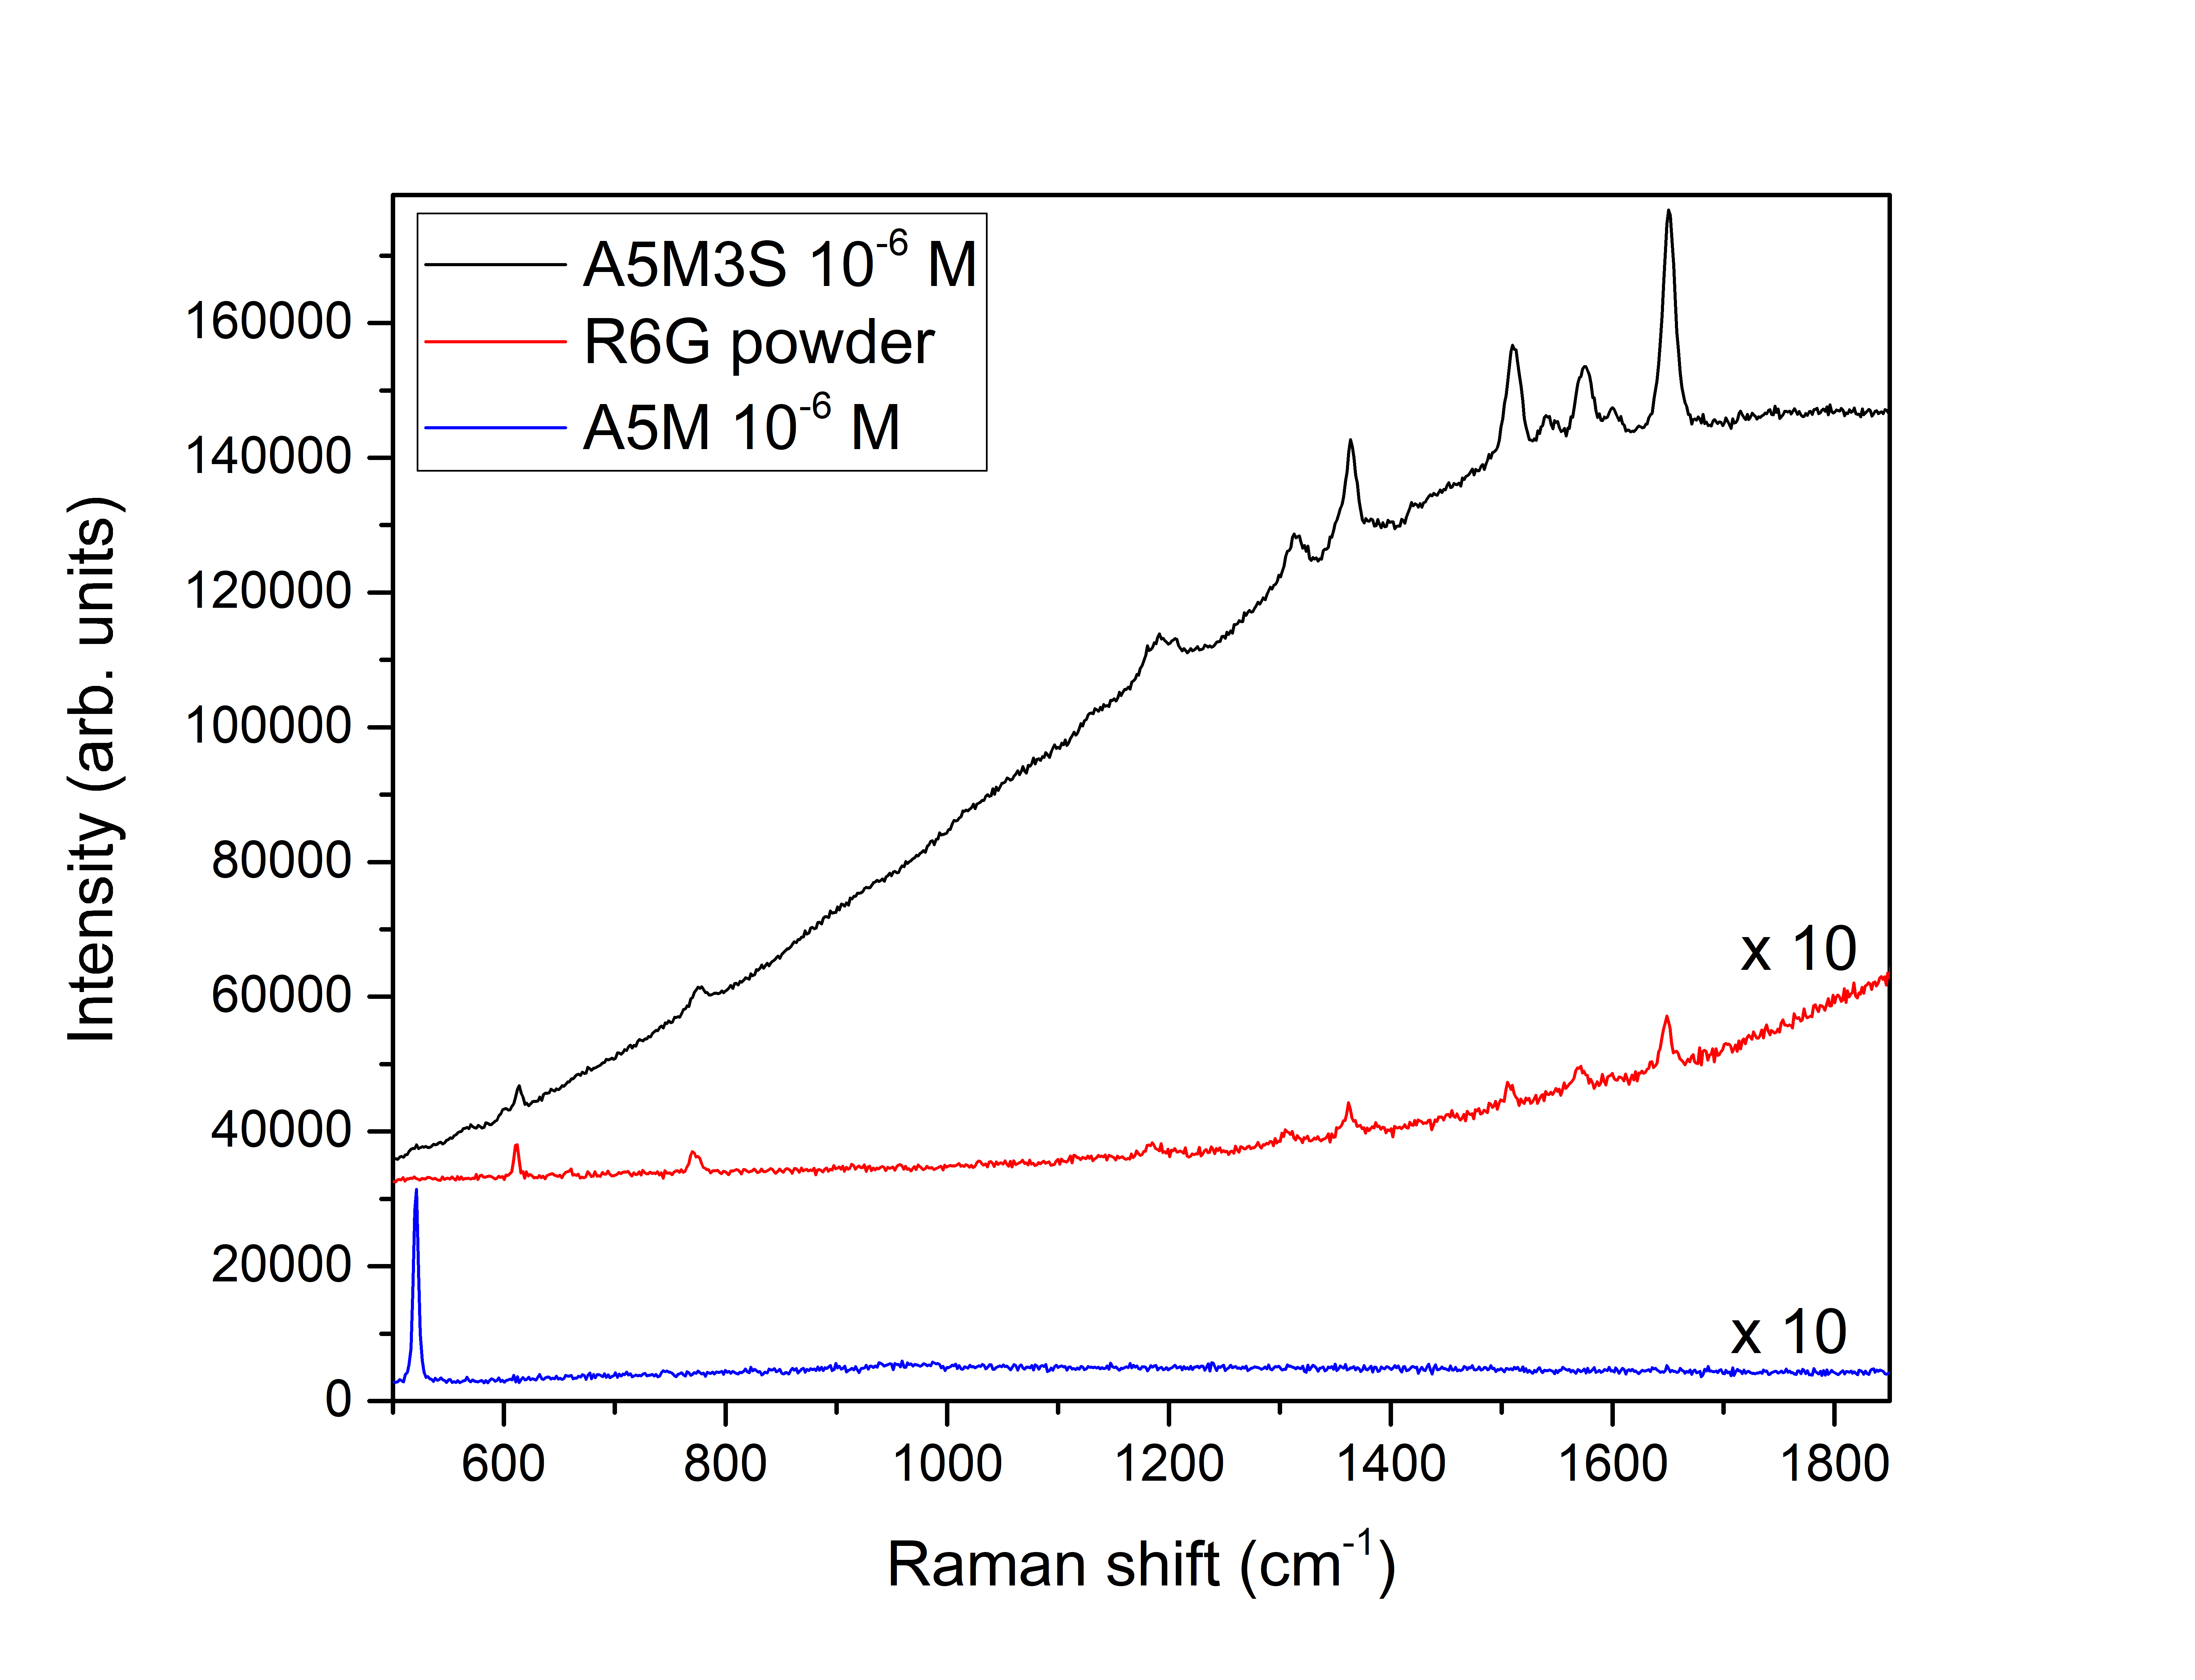 A5M3S 10⁻⁶ M
R6G powder
A5M 10⁻⁶ M
160000
140000
120000
100000
80000
60000
40000
20000
0
Intensity (arb. units)
x 10
x 10
600 800 1000 1200 1400 1600 1800
Raman shift (cm⁻¹)